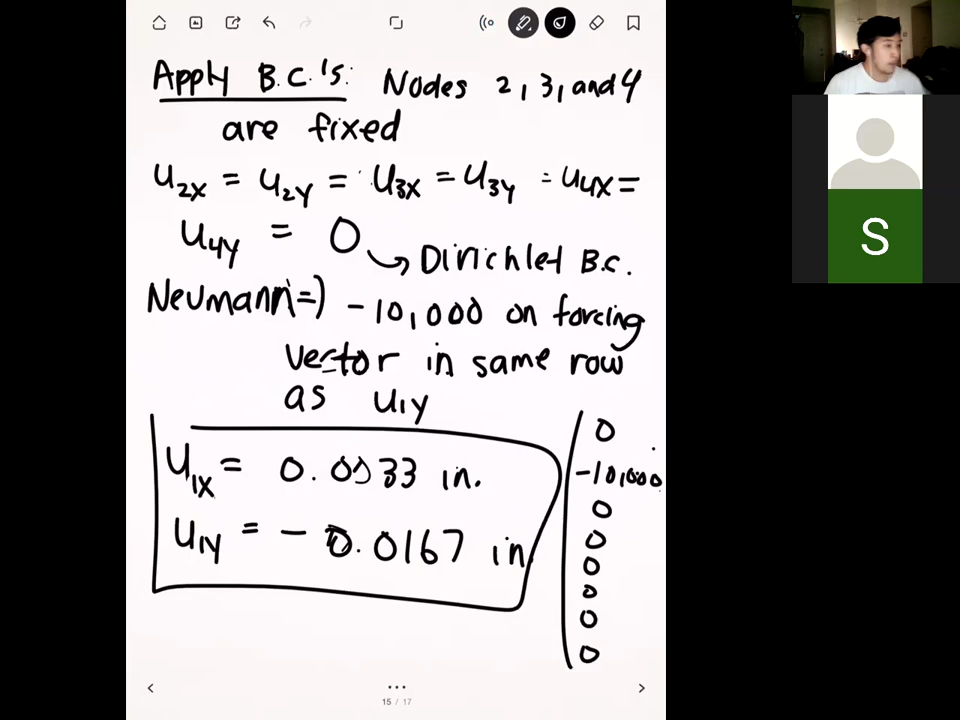 Apply B.C.'s: Nodes 2, 3, and 4
are fixed
u2x = u2y = u3x = u3y = u4x =
u4y = 0
Dirichlet B.C.
Neumann => -10,000 on forcing
vector in same row
as u1y
u1x = 0.0033 in.
u1y = - 0.0167 in.
0
-10,000
0
0
0
0
0
0
S
15 / 17